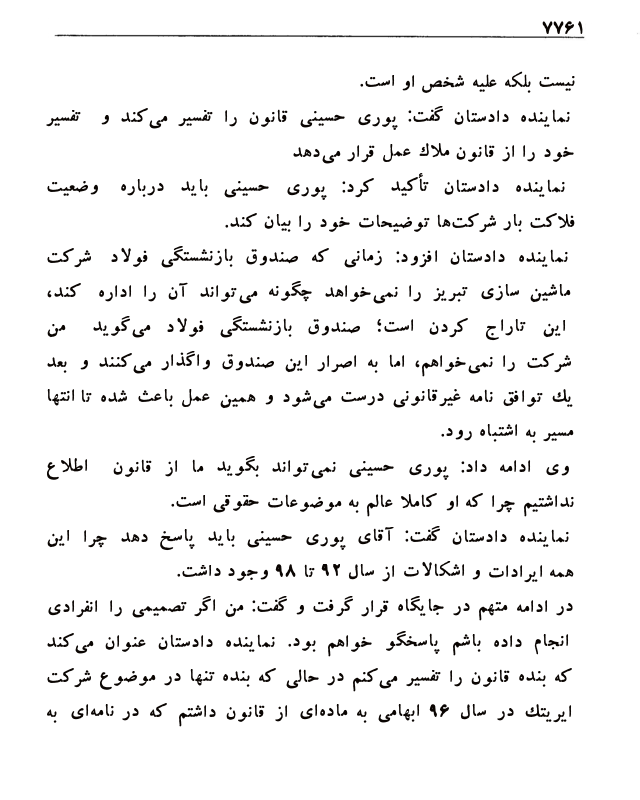 ۷۷۶۱
نیست بلکه علیه شخص او است.
نماینده دادستان گفت: پوری حسینی قانون را تفسیر می‌کند و تفسیر
خود را از قانون ملاك عمل قرار می‌دهد
نماینده دادستان تأکید کرد: پوری حسینی باید درباره وضعیت
فلاکت بار شرکت‌ها توضیحات خود را بیان کند.
نماینده دادستان افزود: زمانی که صندوق بازنشستگی فولاد شرکت
ماشین سازی تبریز را نمی‌خواهد چگونه می‌تواند آن را اداره کند،
این تاراج کردن است؛ صندوق بازنشستگی فولاد می‌گوید من
شرکت را نمی‌خواهم، اما به اصرار این صندوق واگذار می‌کنند و بعد
یك توافق نامه غیرقانونی درست می‌شود و همین عمل باعث شده تا انتها
مسیر به اشتباه رود.
وی ادامه داد: پوری حسینی نمی‌تواند بگوید ما از قانون اطلاع
نداشتیم چرا که او کاملا عالم به موضوعات حقوقی است.
نماینده دادستان گفت: آقای پوری حسینی باید پاسخ دهد چرا این
همه ایرادات و اشکالات از سال ۹۲ تا ۹۸ وجود داشت.
در ادامه متهم در جایگاه قرار گرفت و گفت: من اگر تصمیمی را انفرادی
انجام داده باشم پاسخگو خواهم بود. نماینده دادستان عنوان می‌کند
که بنده قانون را تفسیر می‌کنم در حالی که بنده تنها در موضوع شرکت
ایریتك در سال ۹۶ ابهامی به ماده‌ای از قانون داشتم که در نامه‌ای به